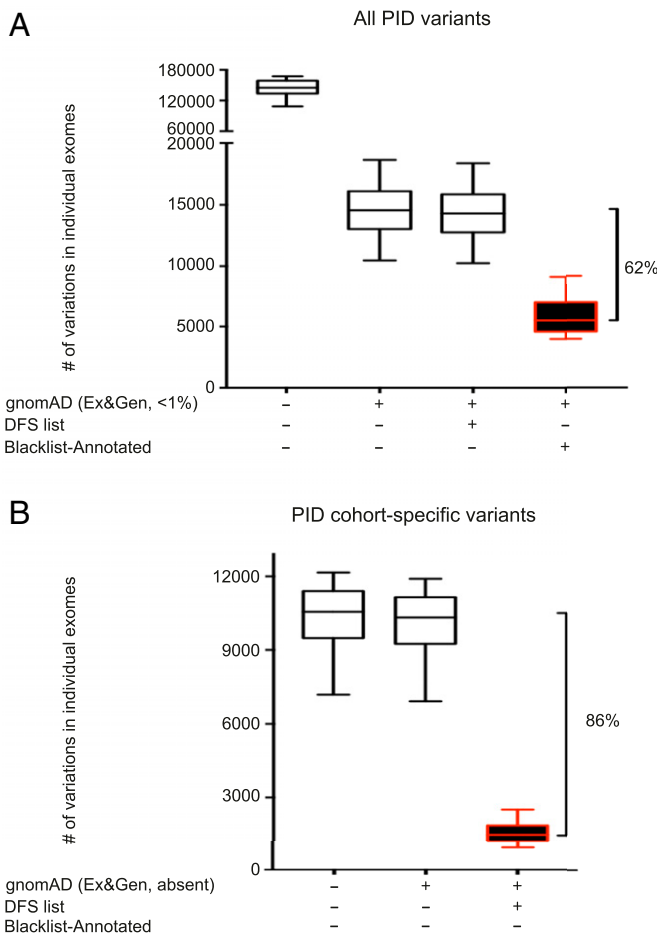 A
All PID variants
# of variations in individual exomes
180000
120000
60000
20000
15000
10000
5000
0
62%
gnomAD (Ex&Gen, <1%) – + + +
DFS list – – + –
Blacklist-Annotated – – – +
B
PID cohort-specific variants
# of variations in individual exomes
12000
9000
6000
3000
0
86%
gnomAD (Ex&Gen, absent) – + +
DFS list – – +
Blacklist-Annotated – – –